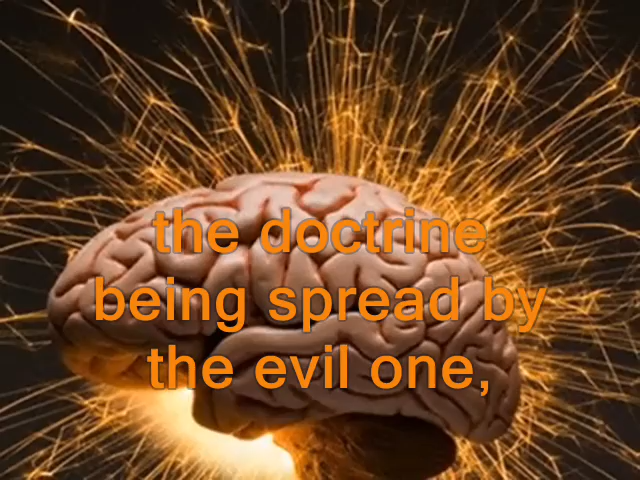 the doctrine
being spread by
the evil one,